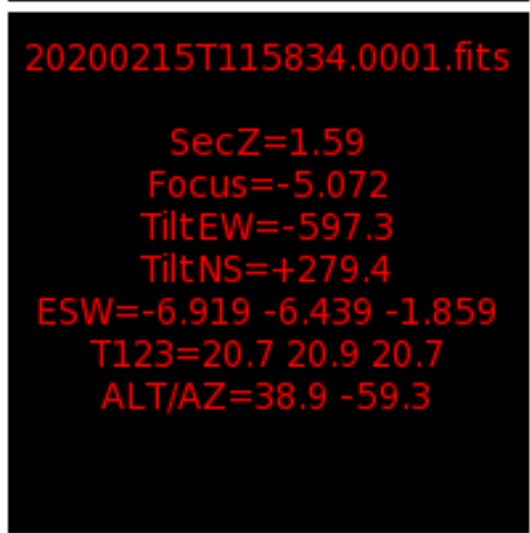 20200215T115834.0001.fits
SecZ=1.59
Focus=-5.072
TiltEW=-597.3
TiltNS=+279.4
ESW=-6.919 -6.439 -1.859
T123=20.7 20.9 20.7
ALT/AZ=38.9 -59.3